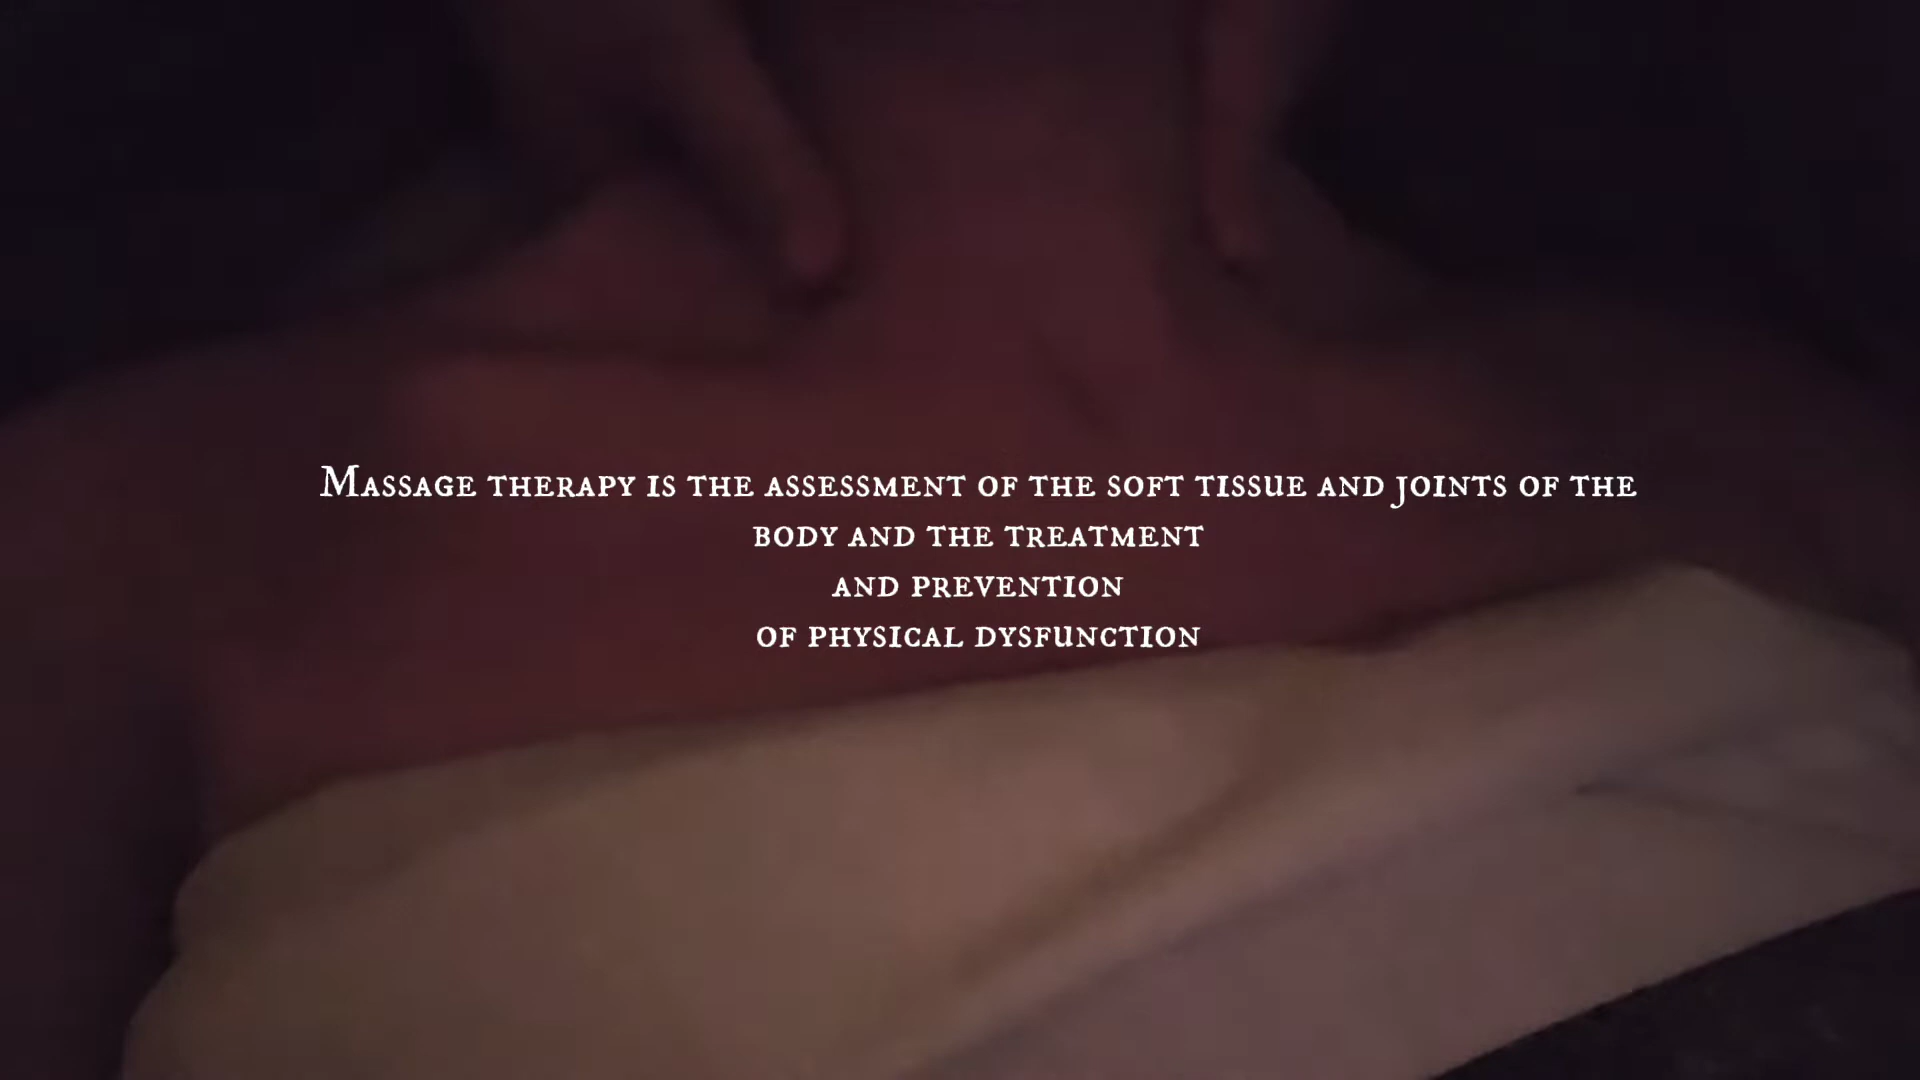 Massage therapy is the assessment of the soft tissue and joints of the
body and the treatment
and prevention
of physical dysfunction